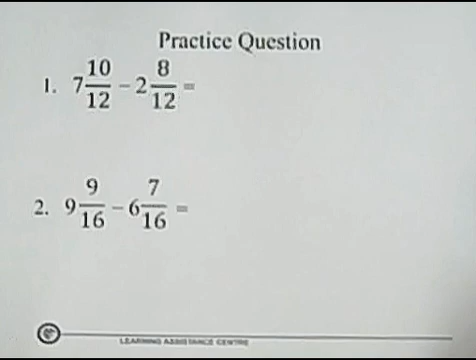 Practice Question
1. 7 10/12 − 2 8/12 =
2. 9 9/16 − 6 7/16 =
LEARNING ASSISTANCE CENTRE